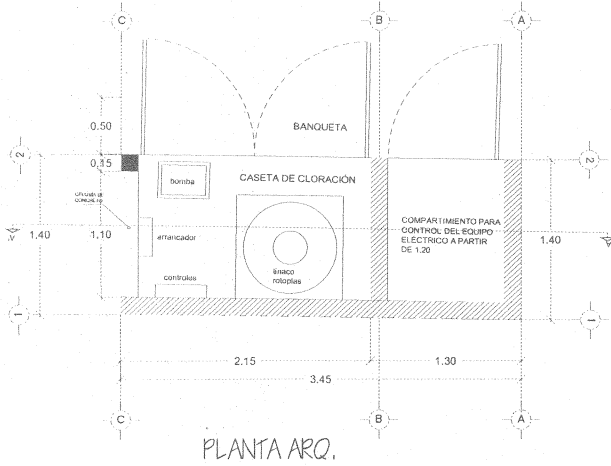 C
B
A
0.50
BANQUETA
2
0.15
2
bomba
CASETA DE CLORACIÓN
COMPARTIMIENTO PARA
CONTROL DEL EQUIPO
ELÉCTRICO A PARTIR
DE 1.20
1.40
1.10
arrancador
1.40
controles
tinaco
rotoplas
1
1
2.15
1.30
3.45
C
B
A
PLANTA ARQ.